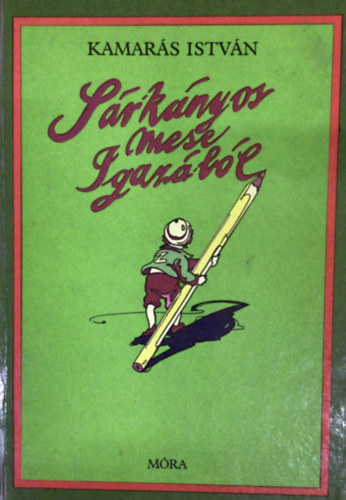 KAMARÁS ISTVÁN
Sárkányos
mese
Igazából
Z
MÓRA